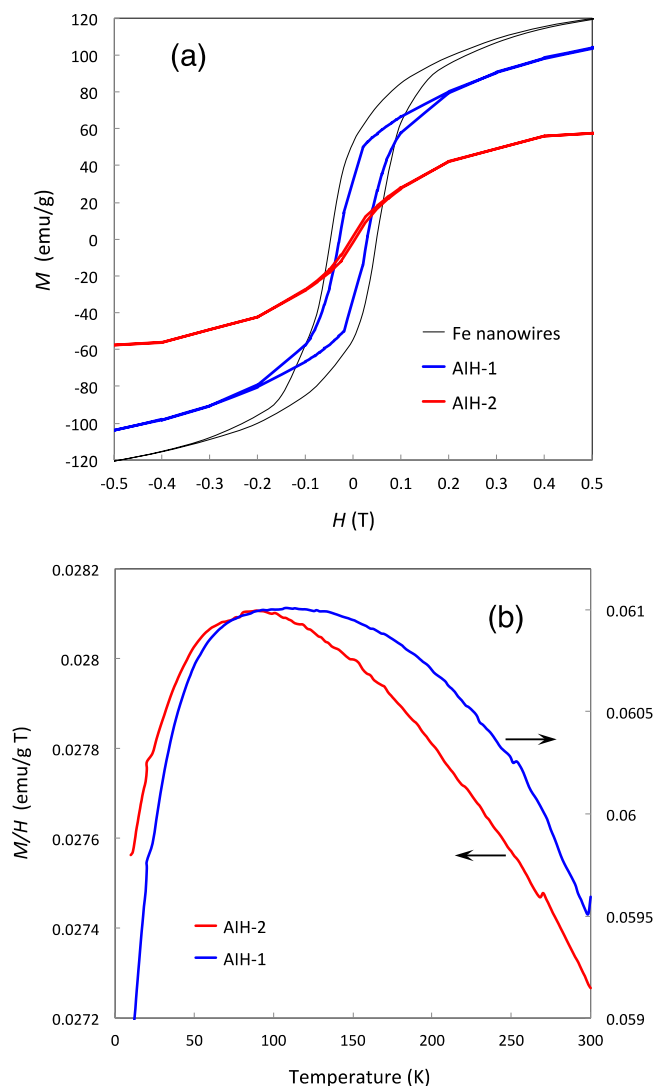 (a)
120
100
80
60
40
20
0
-20
-40
-60
-80
-100
-120
M (emu/g)
Fe nanowires
AIH-1
AIH-2
-0.5 -0.4 -0.3 -0.2 -0.1 0 0.1 0.2 0.3 0.4 0.5
H (T)
(b)
0.0282
0.028
0.0278
0.0276
0.0274
0.0272
M/H (emu/g T)
0.061
0.0605
0.06
0.0595
0.059
AIH-2
AIH-1
0 50 100 150 200 250 300
Temperature (K)